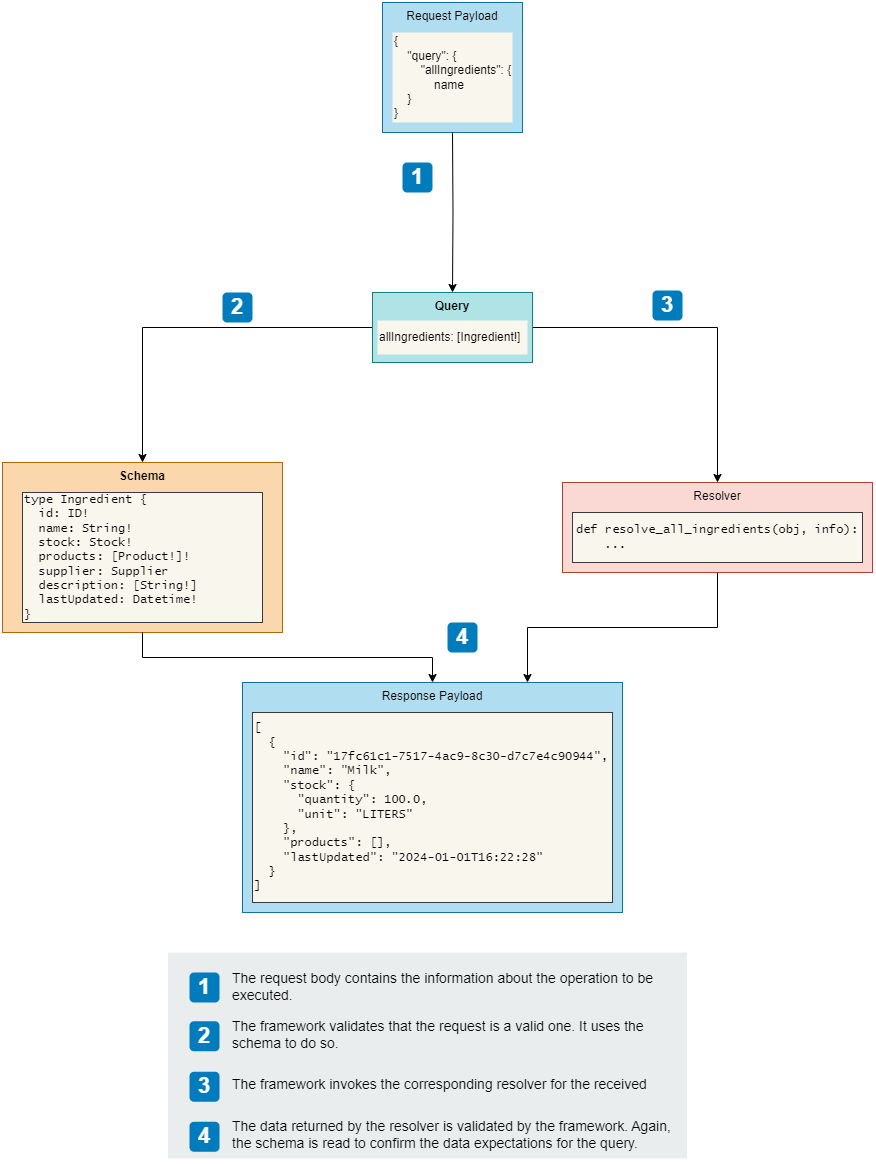 Request Payload
{
"query": {
"allIngredients": {
name
}
}
1
Query
allIngredients: [Ingredient!]
2
3
Schema
type Ingredient {
id: ID!
name: String!
stock: Stock!
products: [Product!]!
supplier: Supplier
description: [String!]
lastUpdated: Datetime!
}
Resolver
def resolve_all_ingredients(obj, info):
...
4
Response Payload
[
{
"id": "17fc61c1-7517-4ac9-8c30-d7c7e4c90944",
"name": "Milk",
"stock": {
"quantity": 100.0,
"unit": "LITERS"
},
"products": [],
"lastUpdated": "2024-01-01T16:22:28"
}
]
1 The request body contains the information about the operation to be
executed.
2 The framework validates that the request is a valid one. It uses the
schema to do so.
3 The framework invokes the corresponding resolver for the received
4 The data returned by the resolver is validated by the framework. Again,
the schema is read to confirm the data expectations for the query.